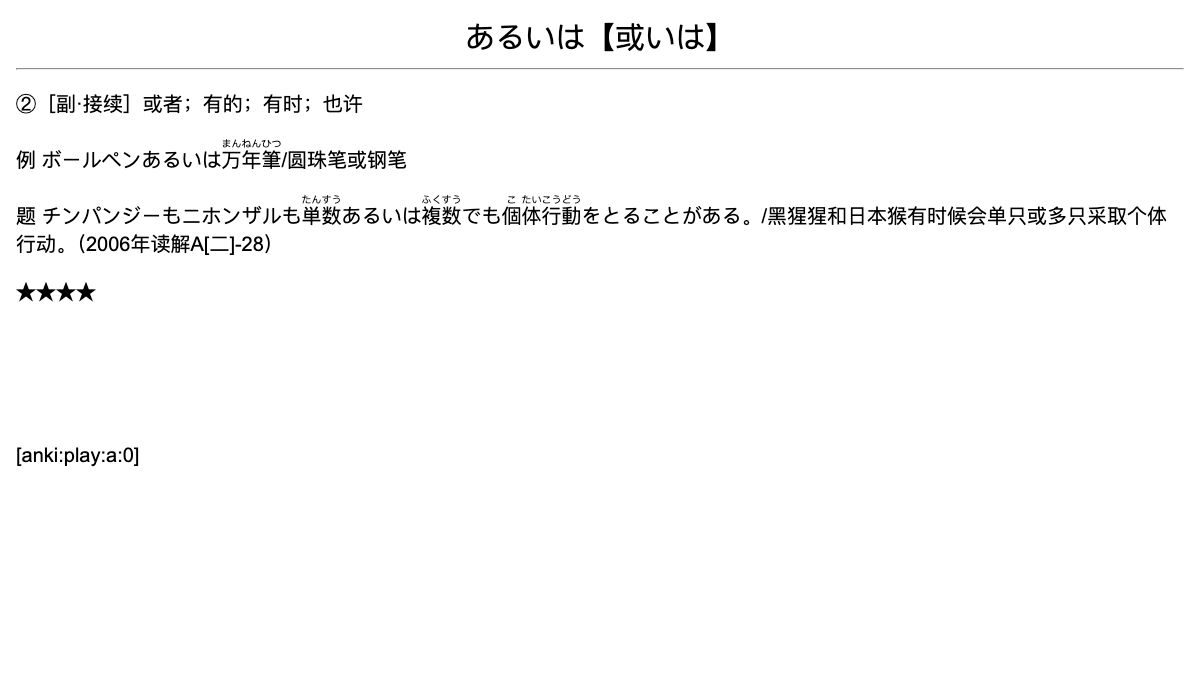 あるいは【或いは】
②［副·接续］或者；有的；有时；也许
まんねんひつ
例 ボールペンあるいは万年筆/圆珠笔或钢笔
たんすう ふくすう こ たいこうどう
题 チンパンジーもニホンザルも単数あるいは複数でも個体行動をとることがある。/黑猩猩和日本猴有时候会单只或多只采取个体
行动。（2006年读解A[二]-28）
★★★★
[anki:play:a:0]